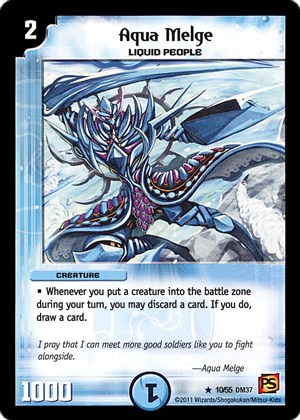 2
Aqua Melge
LIQUID PEOPLE
CREATURE
▪ Whenever you put a creature into the battle zone
during your turn, you may discard a card. If you do,
draw a card.
I pray that I can meet more good soldiers like you to fight
alongside.
—Aqua Melge
1000
1
★ 10/55 DM37
©2011 Wizards/Shogakukan/Mitsui-Kids
PS